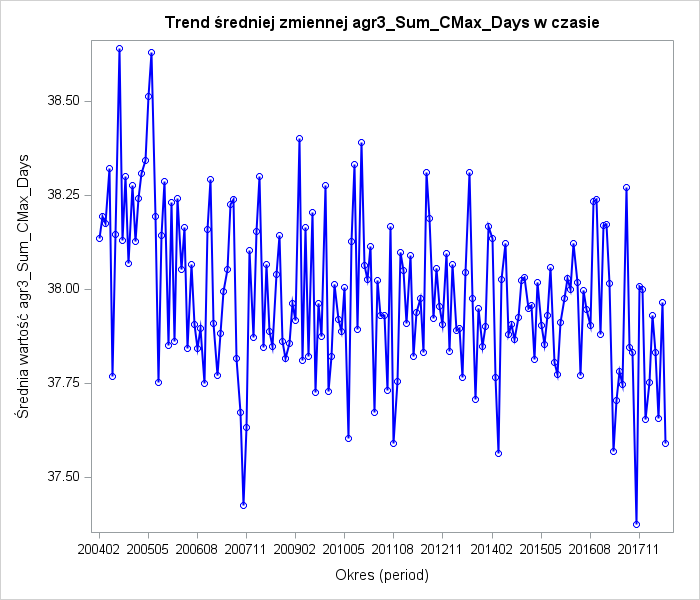 Trend średniej zmiennej agr3_Sum_CMax_Days w czasie
Średnia wartość agr3_Sum_CMax_Days
38.50
38.25
38.00
37.75
37.50
200402 200505 200608 200711 200902 201005 201108 201211 201402 201505 201608 201711
Okres (period)